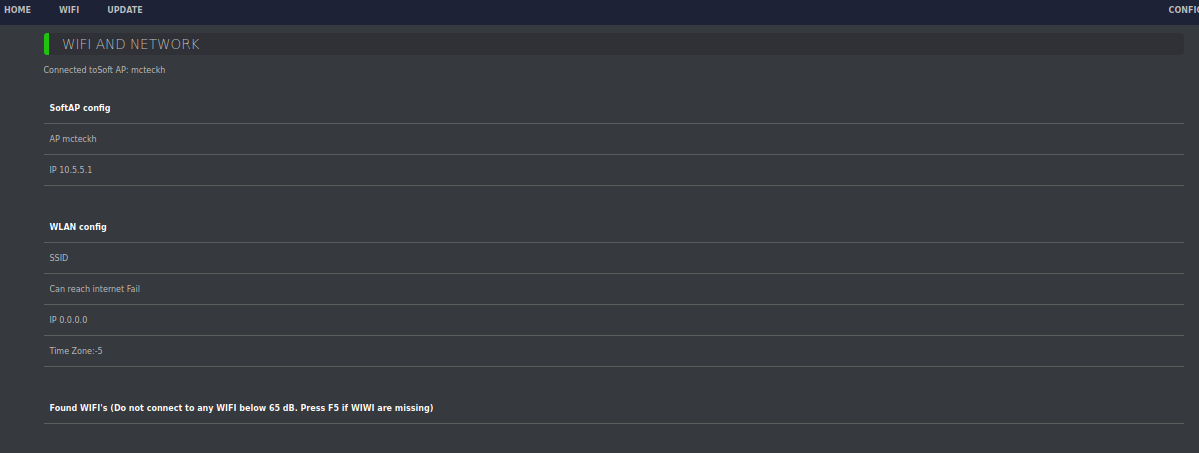 HOME WIFI UPDATE
WIFI AND NETWORK
Connected toSoft AP: mcteckh
SoftAP config
AP mcteckh
IP 10.5.5.1
WLAN config
SSID
Can reach internet Fail
IP 0.0.0.0
Time Zone:-5
Found WIFI's (Do not connect to any WIFI below 65 dB. Press F5 if WIWI are missing)